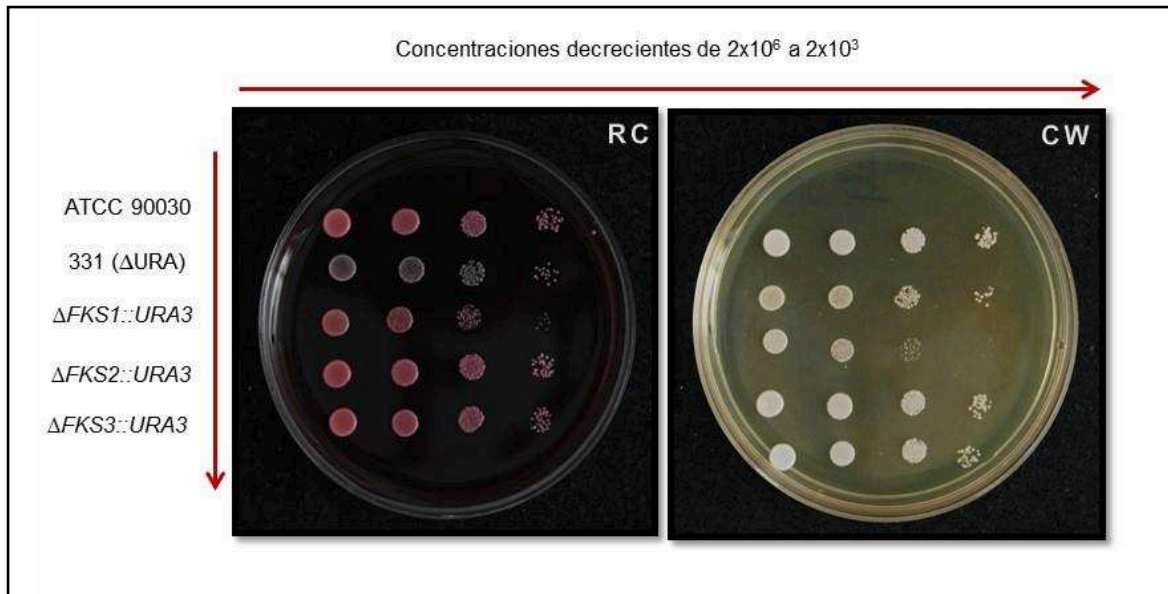 Concentraciones decrecientes de 2x10⁶ a 2x10³
RC
CW
ATCC 90030
331 (ΔURA)
ΔFKS1::URA3
ΔFKS2::URA3
ΔFKS3::URA3